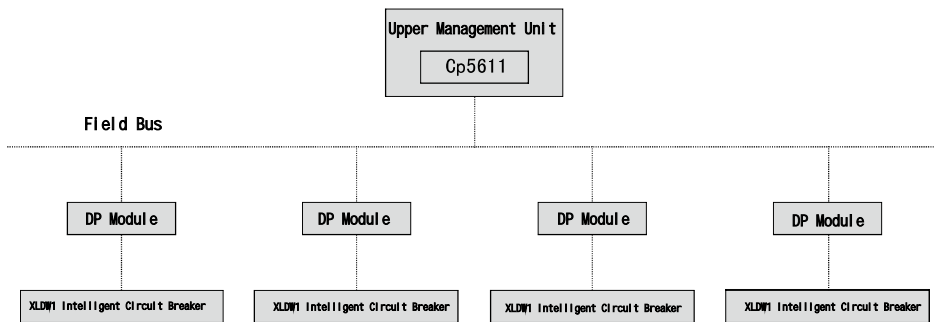 Upper Management Unit
Cp5611
Field Bus
DP Module DP Module DP Module DP Module
XLDW1 Intelligent Circuit Breaker XLDW1 Intelligent Circuit Breaker XLDW1 Intelligent Circuit Breaker XLDW1 Intelligent Circuit Breaker